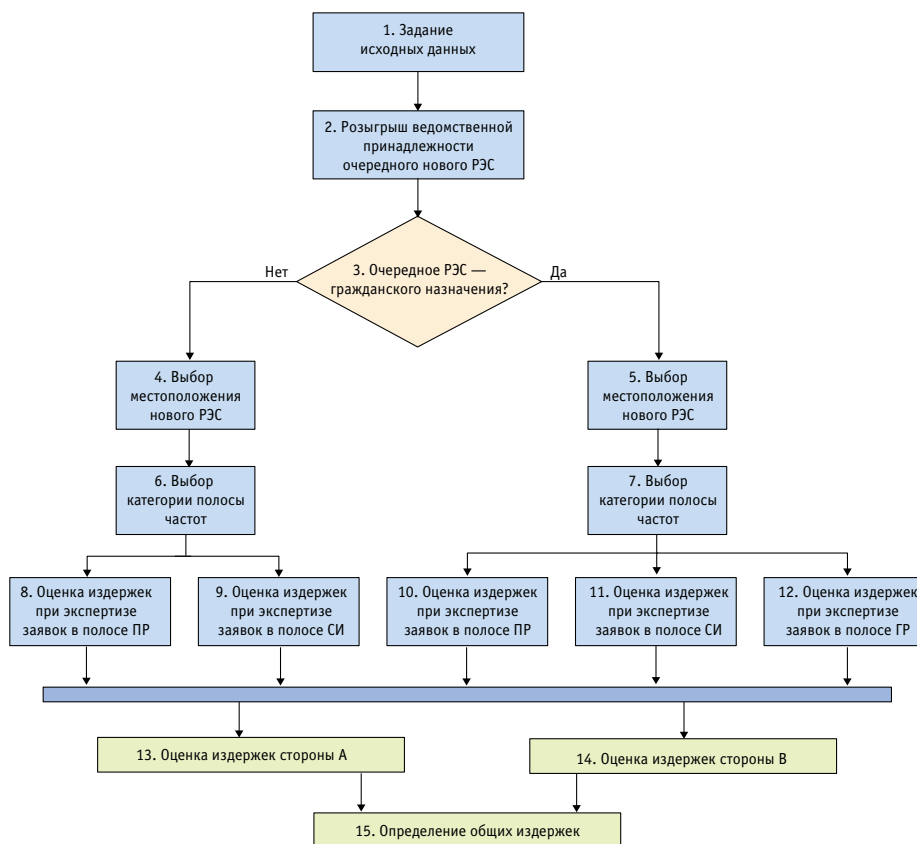 1. Задание
исходных данных
2. Розыгрыш ведомственной
принадлежности
очередного нового РЭС
Нет
3. Очередное РЭС —
гражданского назначения?
Да
4. Выбор
местоположения
нового РЭС
5. Выбор
местоположения
нового РЭС
6. Выбор
категории полосы
частот
7. Выбор
категории полосы
частот
8. Оценка издержек
при экспертизе
заявок в полосе ПР
9. Оценка издержек
при экспертизе
заявок в полосе СИ
10. Оценка издержек
при экспертизе
заявок в полосе ПР
11. Оценка издержек
при экспертизе
заявок в полосе СИ
12. Оценка издержек
при экспертизе
заявок в полосе ГР
13. Оценка издержек стороны А
14. Оценка издержек стороны В
15. Определение общих издержек